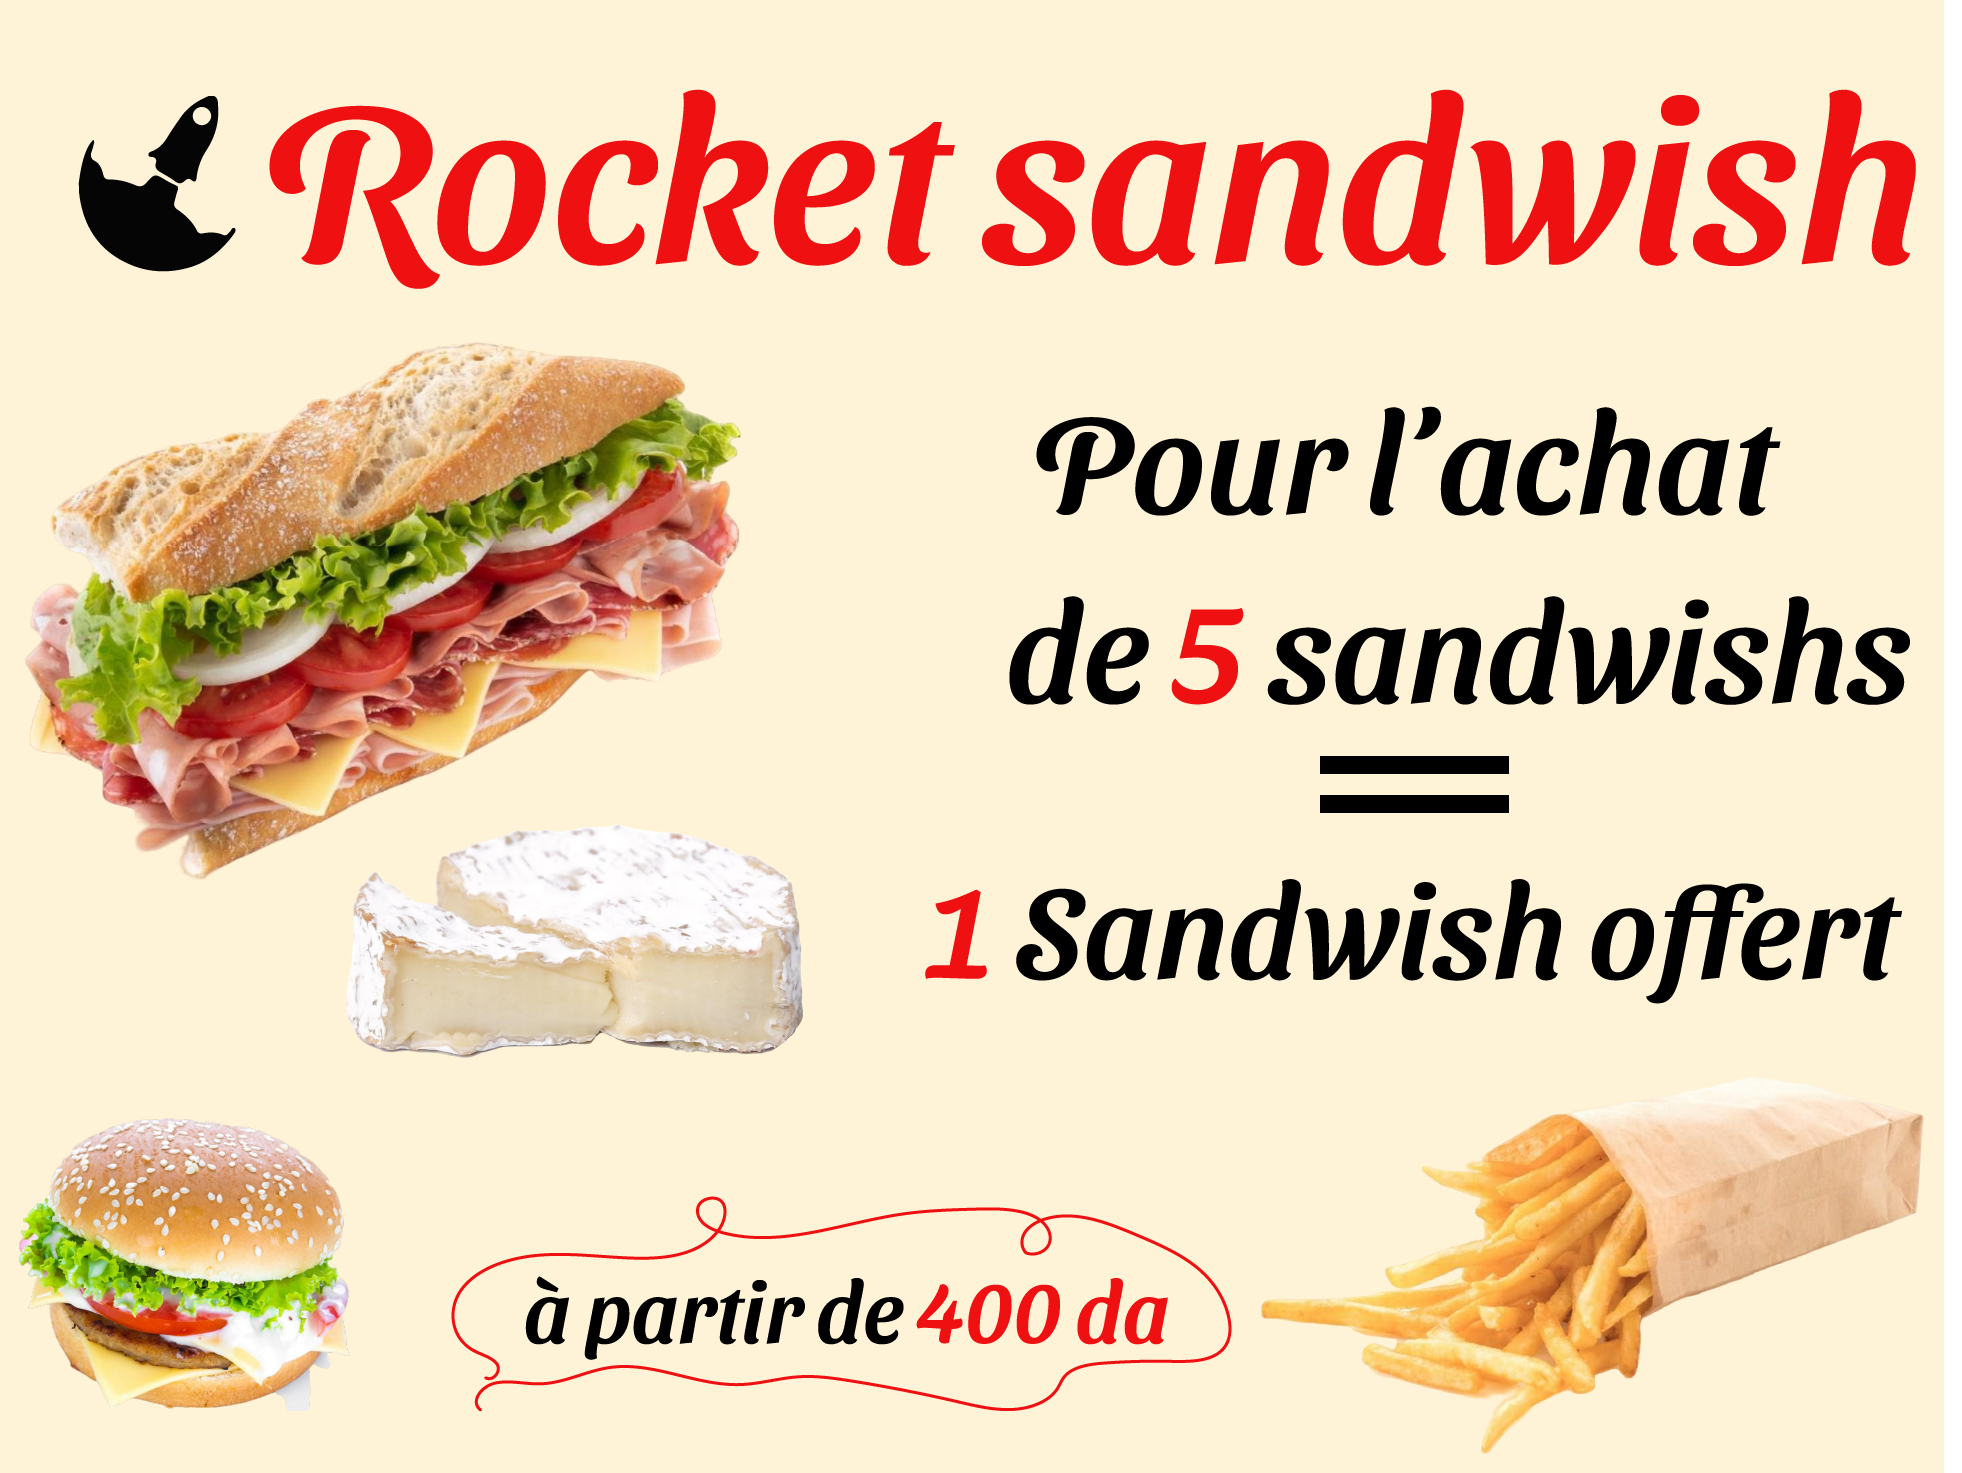 Rocket sandwish
Pour l’achat
de 5 sandwishs
=
1 Sandwish offert
à partir de 400 da